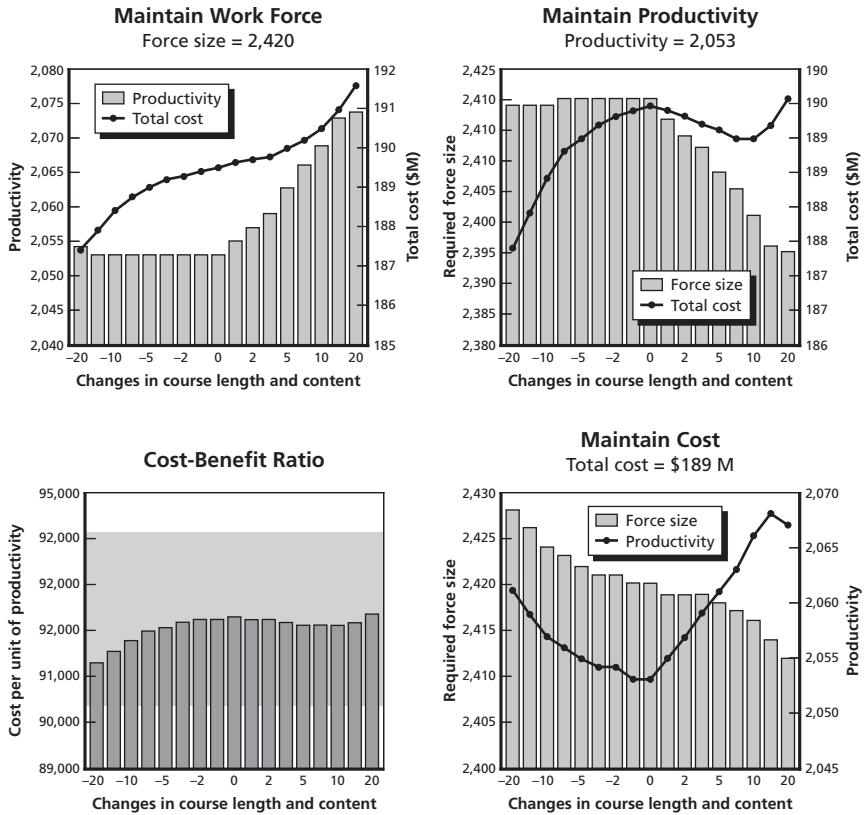 Maintain Work Force
Force size = 2,420
2,080
2,075
2,070
2,065
2,060
2,055
2,050
2,045
2,040
Productivity
192
191
190
189
188
187
186
185
Total cost ($M)
Productivity
Total cost
–20 –10 –5 –2 0 2 5 10 20
Changes in course length and content
Maintain Productivity
Productivity = 2,053
2,425
2,410
2,410
2,410
2,405
2,400
2,395
2,390
2,385
2,380
Required force size
190
190
189
189
188
188
187
187
186
Total cost ($M)
Force size
Total cost
–20 –10 –5 –2 0 2 5 10 20
Changes in course length and content
Cost-Benefit Ratio
95,000
92,000
92,000
92,000
91,000
90,000
89,000
Cost per unit of productivity
–20 –10 –5 –2 0 2 5 10 20
Changes in course length and content
Maintain Cost
Total cost = $189 M
2,430
2,425
2,420
2,415
2,410
2,405
2,400
Required force size
2,070
2,065
2,060
2,055
2,050
2,045
Productivity
Force size
Productivity
–20 –10 –5 –2 0 2 5 10 20
Changes in course length and content